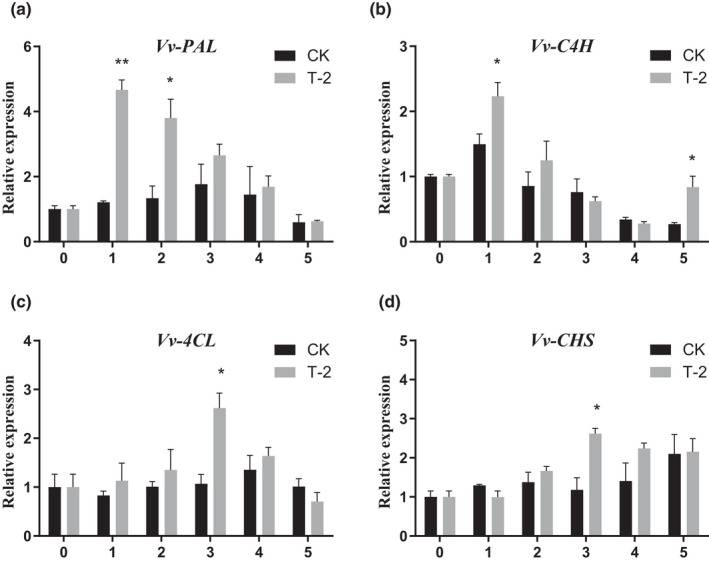 (a)
Vv-PAL
CK
T-2
Relative expression
6
4
2
0
**
*
0 1 2 3 4 5
(b)
Vv-C4H
CK
T-2
Relative expression
3
2
1
0
*
*
0 1 2 3 4 5
(c)
Vv-4CL
CK
T-2
Relative expression
4
3
2
1
0
*
0 1 2 3 4 5
(d)
Vv-CHS
CK
T-2
Relative expression
5
4
3
2
1
0
*
0 1 2 3 4 5